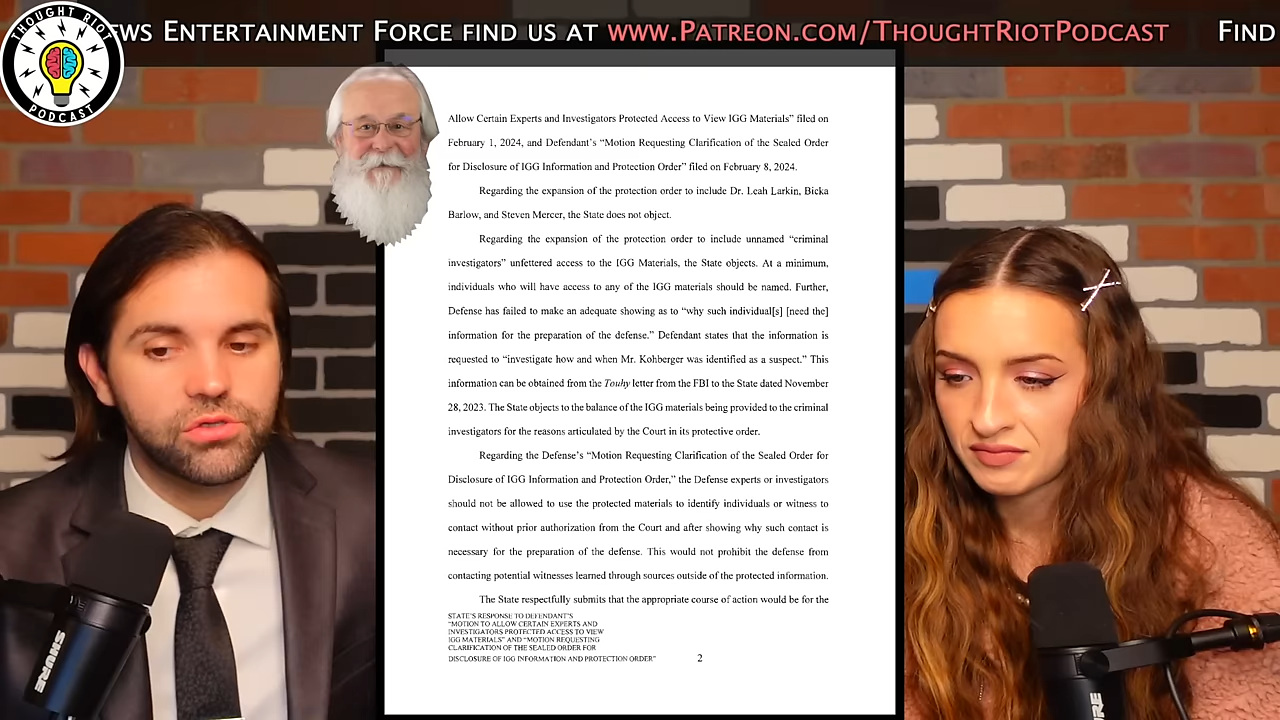 THOUGHT RIOT
PODCAST
EWS ENTERTAINMENT FORCE FIND US AT WWW.PATREON.COM/THOUGHTRIOTPODCAST FIND
Allow Certain Experts and Investigators Protected Access to View IGG Materials” filed on
February 1, 2024, and Defendant’s “Motion Requesting Clarification of the Sealed Order
for Disclosure of IGG Information and Protection Order” filed on February 8, 2024.
Regarding the expansion of the protection order to include Dr. Leah Larkin, Bicka
Barlow, and Steven Mercer, the State does not object.
Regarding the expansion of the protection order to include unnamed “criminal
investigators” unfettered access to the IGG Materials, the State objects. At a minimum,
individuals who will have access to any of the IGG materials should be named. Further,
Defense has failed to make an adequate showing as to “why such individual[s] [need the]
information for the preparation of the defense.” Defendant states that the information is
requested to “investigate how and when Mr. Kohberger was identified as a suspect.” This
information can be obtained from the Touhy letter from the FBI to the State dated November
28, 2023. The State objects to the balance of the IGG materials being provided to the criminal
investigators for the reasons articulated by the Court in its protective order.
Regarding the Defense’s “Motion Requesting Clarification of the Sealed Order for
Disclosure of IGG Information and Protection Order,” the Defense experts or investigators
should not be allowed to use the protected materials to identify individuals or witness to
contact without prior authorization from the Court and after showing why such contact is
necessary for the preparation of the defense. This would not prohibit the defense from
contacting potential witnesses learned through sources outside of the protected information.
The State respectfully submits that the appropriate course of action would be for the
STATE’S RESPONSE TO DEFENDANT’S
“MOTION TO ALLOW CERTAIN EXPERTS AND
INVESTIGATORS PROTECTED ACCESS TO VIEW
IGG MATERIALS” AND “MOTION REQUESTING
CLARIFICATION OF THE SEALED ORDER FOR
DISCLOSURE OF IGG INFORMATION AND PROTECTION ORDER”
2
SHURE
URE